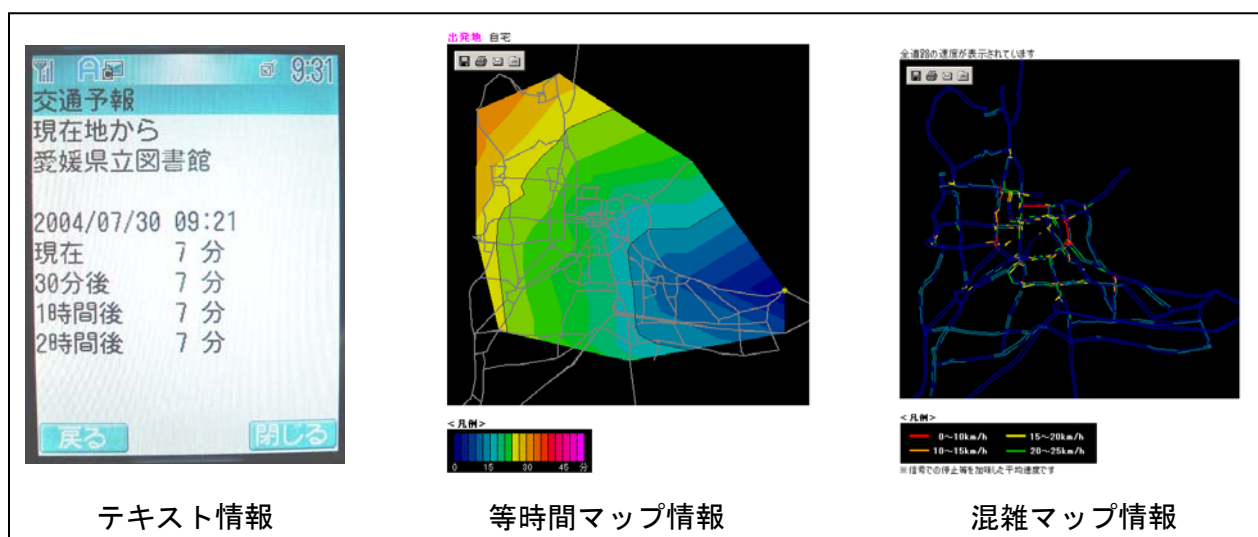 9:31
交通予報
現在地から
愛媛県立図書館
2004/07/30 09:21
現在 7 分
30分後 7 分
1時間後 7 分
2時間後 7 分
戻る 閉じる
テキスト情報
出発地 自宅
<凡例>
0 15 30 45 分
等時間マップ情報
全道路の速度が表示されています
<凡例>
0~10km/h 15~20km/h
10~15km/h 20~25km/h
※信号での停止等を加味した平均速度です
混雑マップ情報